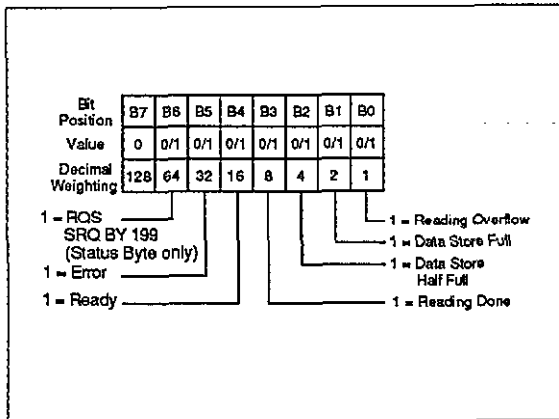 Bit Position B7 B6 B5 B4 B3 B2 B1 B0
Value 0 0/1 0/1 0/1 0/1 0/1 0/1 0/1
Decimal Weighting 128 64 32 16 8 4 2 1
1 = RQS
SRQ BY 199
(Status Byte only)
1 = Error
1 = Ready
1 = Reading Overflow
1 = Data Store Full
1 = Data Store
Half Full
1 = Reading Done